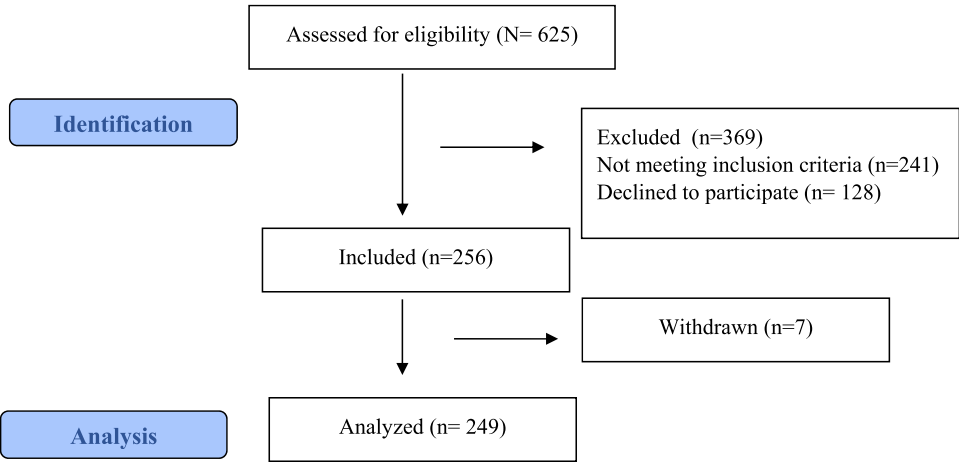 Assessed for eligibility (N= 625)
Identification
Excluded  (n=369)
Not meeting inclusion criteria (n=241)
Declined to participate (n= 128)
Included (n=256)
Withdrawn (n=7)
Analyzed (n= 249)
Analysis